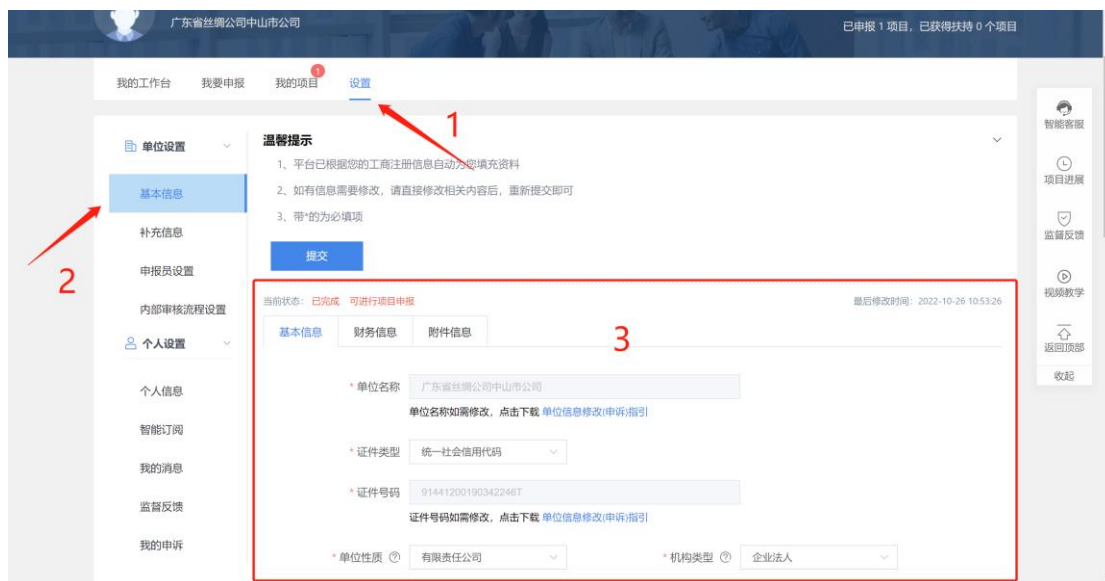 广东省丝绸公司中山市公司
已申报 1 项目，已获得扶持 0 个项目
我的工作台 我要申报 我的项目 1 设置
1
智能客服
单位设置
温馨提示
1、平台已根据您的工商注册信息自动为您填充资料
项目进展
基本信息
2、如有信息需要修改，请直接修改相关内容后，重新提交即可
3、带*的为必填项
监督反馈
补充信息
2
提交
申报员设置
视频教学
内部审核流程设置
当前状态： 已完成 可进行项目申报
最后修改时间：2022-10-26 10:53:26
基本信息 财务信息 附件信息
3
返回顶部
个人设置
收起
个人信息
* 单位名称 广东省丝绸公司中山市公司
单位名称如需修改，点击下载 单位信息修改(申诉)指引
智能订阅
* 证件类型 统一社会信用代码
我的消息
* 证件号码 91441200190342246T
监督反馈
证件号码如需修改，点击下载 单位信息修改(申诉)指引
我的申诉
* 单位性质 ? 有限责任公司 * 机构类型 ? 企业法人